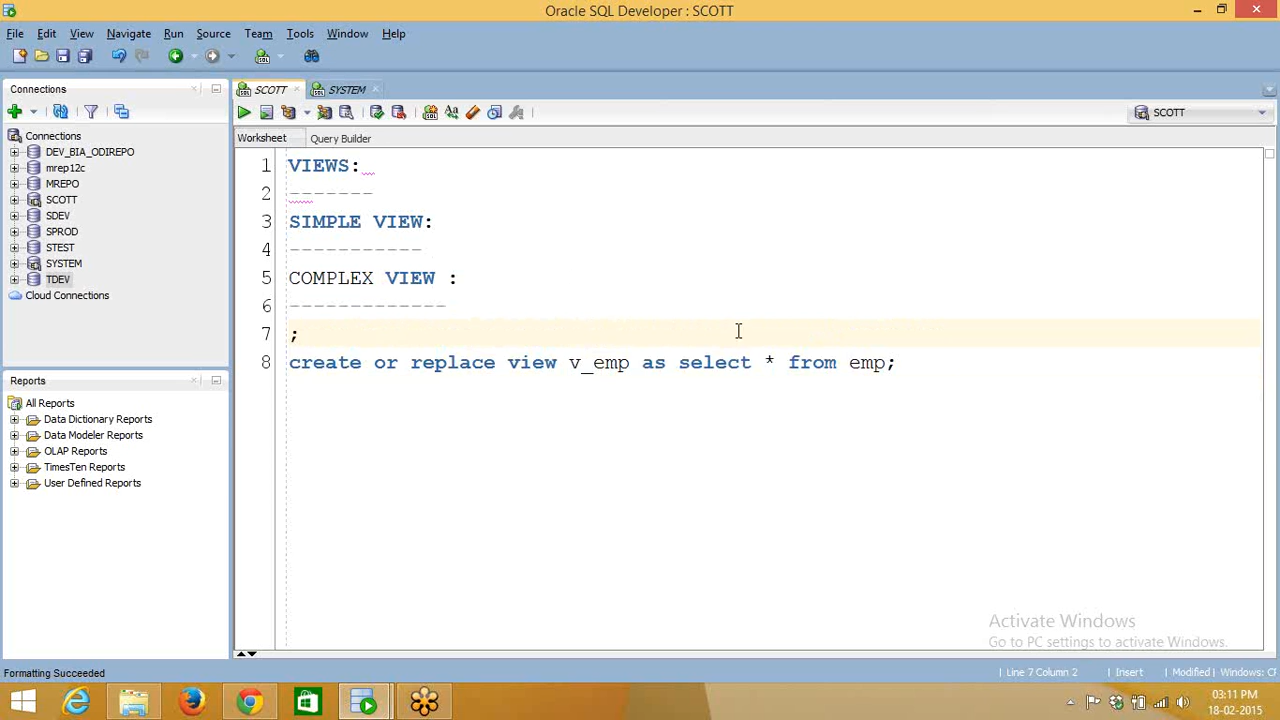 Oracle SQL Developer : SCOTT
File Edit View Navigate Run Source Team Tools Window Help
Connections
Connections
DEV_BIA_ODIREPO
mrep12c
MREPO
SCOTT
SDEV
SPROD
STEST
SYSTEM
TDEV
Cloud Connections
Reports
All Reports
Data Dictionary Reports
Data Modeler Reports
OLAP Reports
TimesTen Reports
User Defined Reports
SCOTT SYSTEM
SCOTT
Worksheet Query Builder
1 VIEWS:
2 -------
3 SIMPLE VIEW:
4 -----------
5 COMPLEX VIEW :
6 -------------
7 ;
8 create or replace view v_emp as select * from emp;
Activate Windows
Go to PC settings to activate Windows.
Formatting Succeeded
Line 7 Column 2 Insert Modified Windows: CF
03:11 PM
18-02-2015